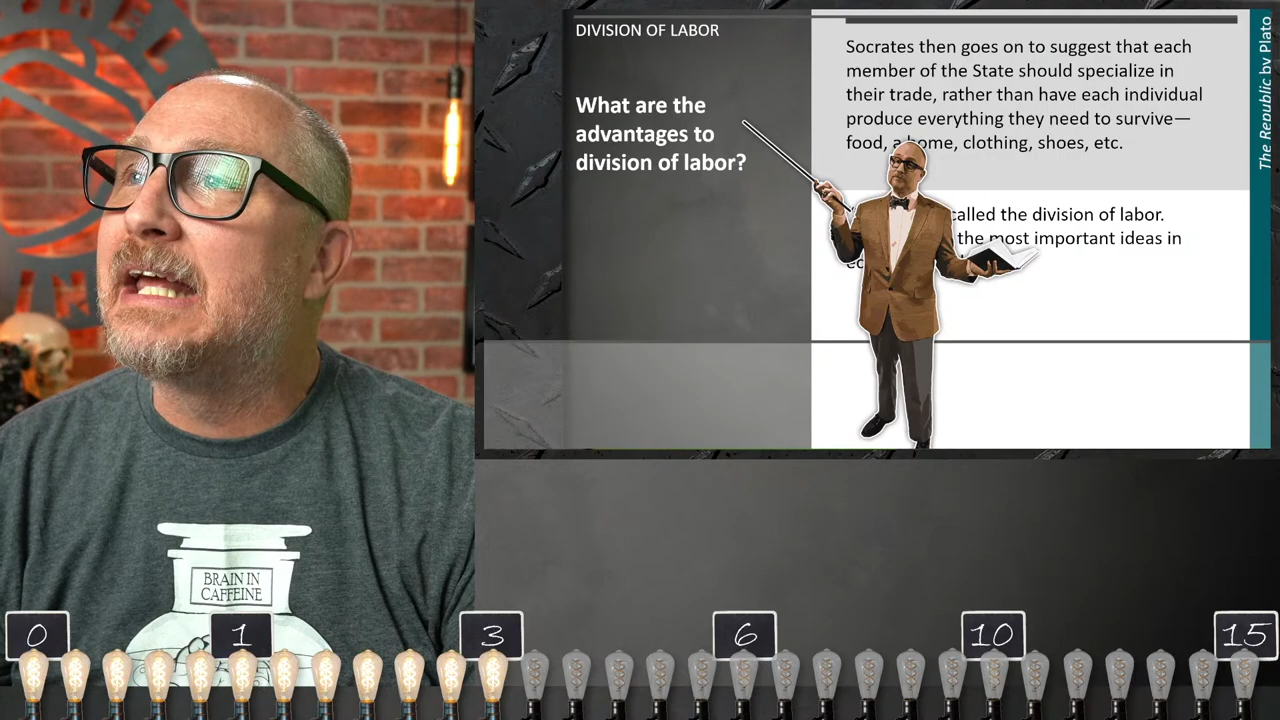 DIVISION OF LABOR
What are the
advantages to
division of labor?
Socrates then goes on to suggest that each
member of the State should specialize in
their trade, rather than have each individual
produce everything they need to survive—
food, a home, clothing, shoes, etc.
called the division of labor.
the most important ideas in
The Republic by Plato
BRAIN IN
CAFFEINE
0 1 3 6 10 15